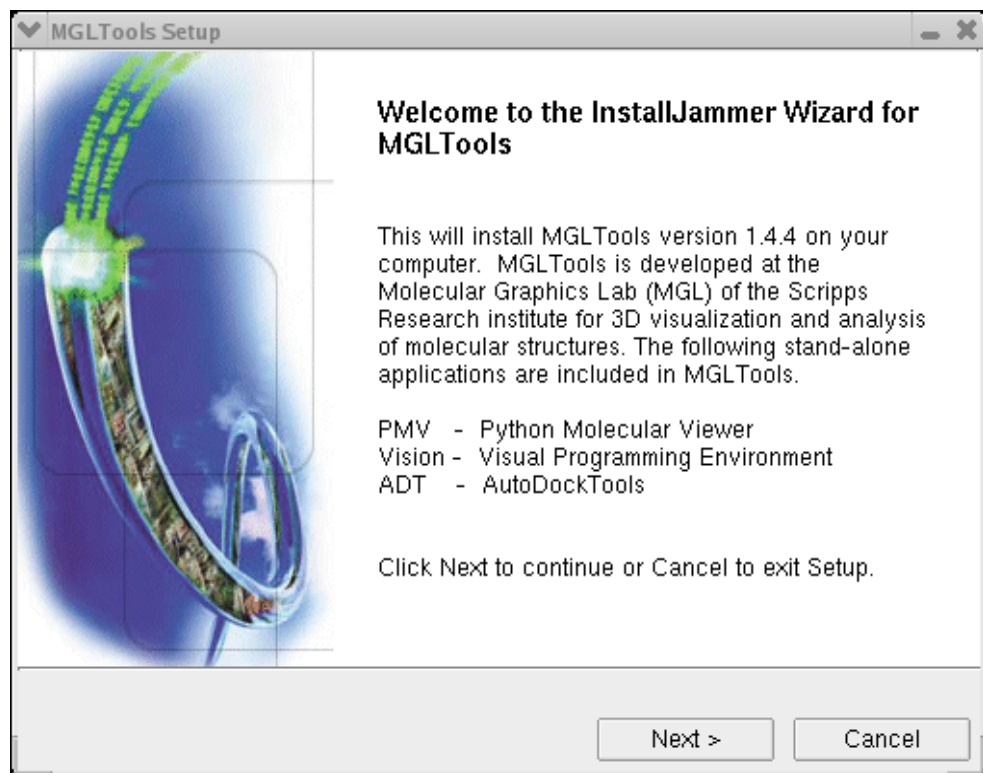 MGLTools Setup
Welcome to the InstallJammer Wizard for
MGLTools
This will install MGLTools version 1.4.4 on your
computer.  MGLTools is developed at the
Molecular Graphics Lab (MGL) of the Scripps
Research institute for 3D visualization and analysis
of molecular structures. The following stand-alone
applications are included in MGLTools.
PMV   -  Python Molecular Viewer
Vision -  Visual Programming Environment
ADT    -  AutoDockTools
Click Next to continue or Cancel to exit Setup.
Next >
Cancel